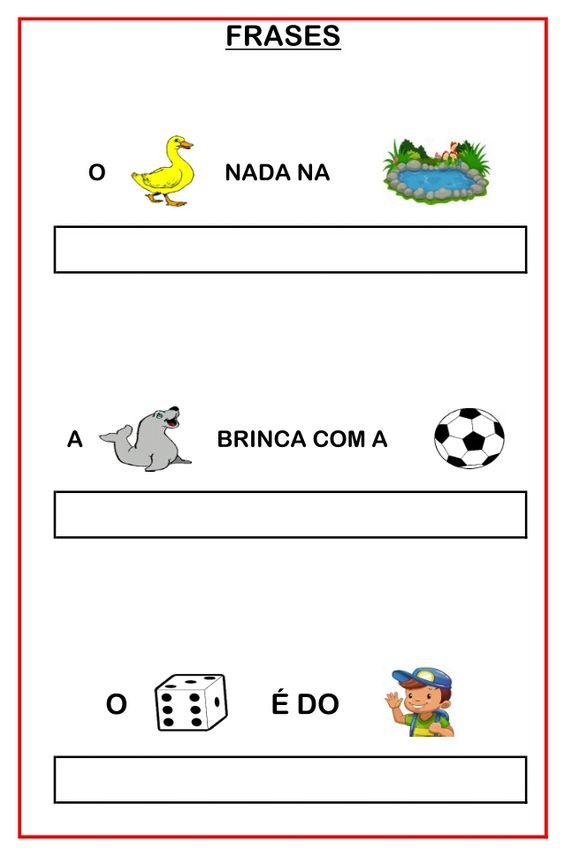 FRASES
O NADA NA
A BRINCA COM A
O É DO